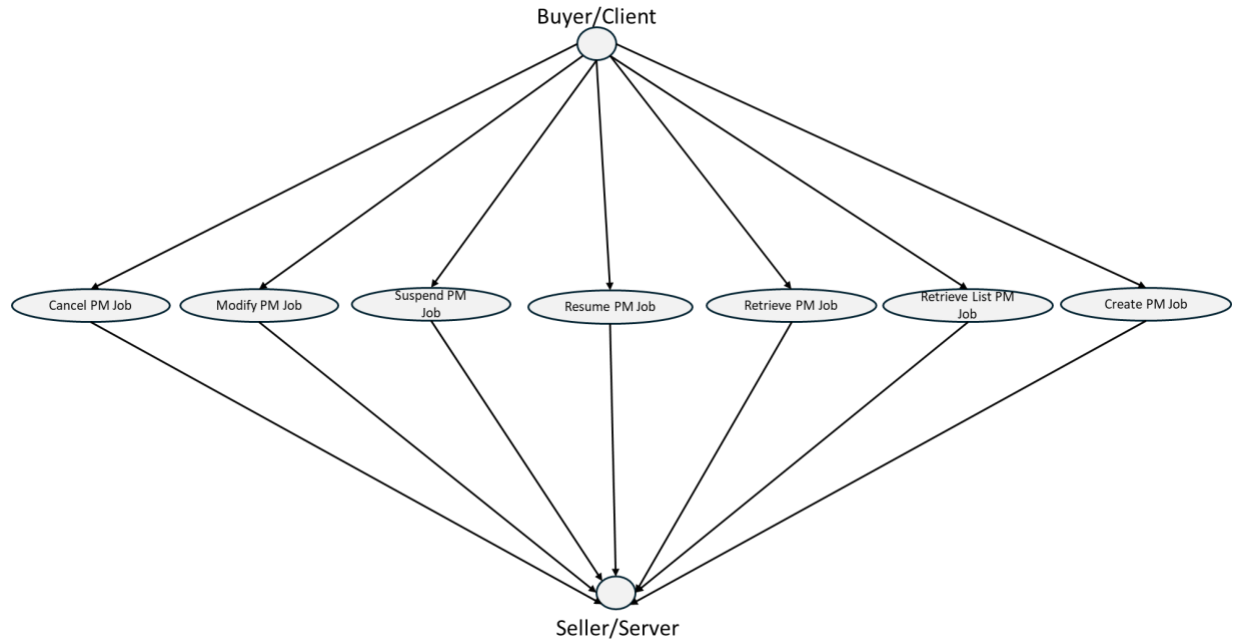 Buyer/Client
Cancel PM Job
Modify PM Job
Suspend PM
Job
Resume PM Job
Retrieve PM Job
Retrieve List PM
Job
Create PM Job
Seller/Server